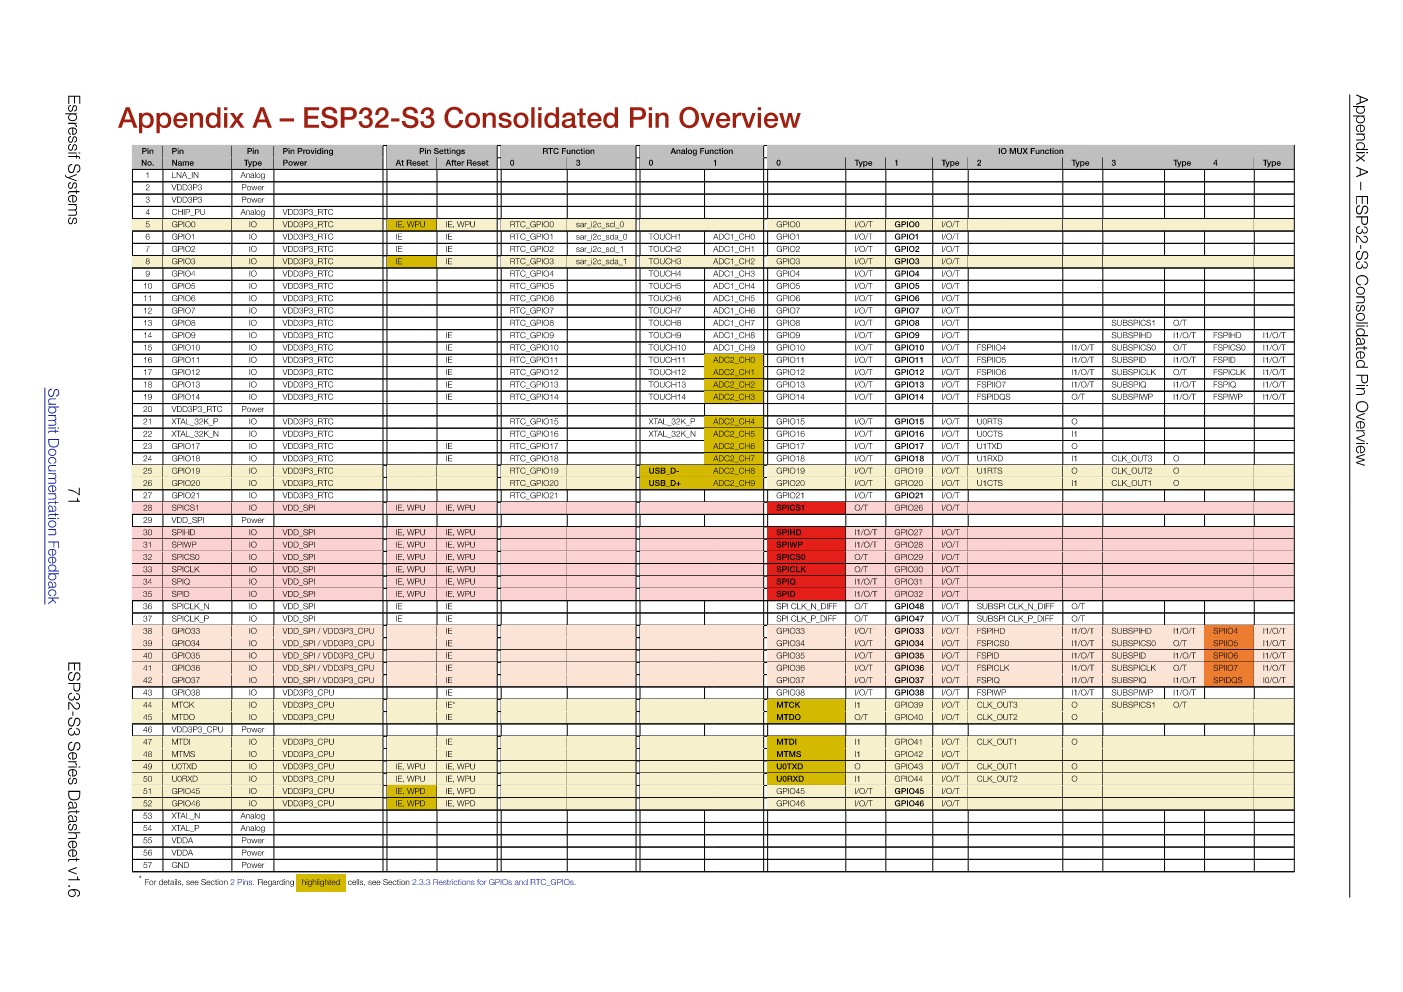 Appendix A – ESP32-S3 Consolidated Pin Overview
Pin Pin Pin Pin Providing Pin Settings RTC Function Analog Function IO MUX Function
No. Name Type Power At Reset After Reset 0 3 0 1 0 Type 1 Type 2 Type 3 Type 4 Type
1 LNA_IN Analog
2 VDD3P3 Power
3 VDD3P3 Power
4 CHIP_PU Analog VDD3P3_RTC
5 GPIO0 IO VDD3P3_RTC IE, WPU IE, WPU RTC_GPIO0 sar_i2c_scl_0 GPIO0 I/O/T GPIO0 I/O/T
6 GPIO1 IO VDD3P3_RTC IE IE RTC_GPIO1 sar_i2c_sda_0 TOUCH1 ADC1_CH0 GPIO1 I/O/T GPIO1 I/O/T
7 GPIO2 IO VDD3P3_RTC IE IE RTC_GPIO2 sar_i2c_scl_1 TOUCH2 ADC1_CH1 GPIO2 I/O/T GPIO2 I/O/T
8 GPIO3 IO VDD3P3_RTC IE IE RTC_GPIO3 sar_i2c_sda_1 TOUCH3 ADC1_CH2 GPIO3 I/O/T GPIO3 I/O/T
9 GPIO4 IO VDD3P3_RTC RTC_GPIO4 TOUCH4 ADC1_CH3 GPIO4 I/O/T GPIO4 I/O/T
10 GPIO5 IO VDD3P3_RTC RTC_GPIO5 TOUCH5 ADC1_CH4 GPIO5 I/O/T GPIO5 I/O/T
11 GPIO6 IO VDD3P3_RTC RTC_GPIO6 TOUCH6 ADC1_CH5 GPIO6 I/O/T GPIO6 I/O/T
12 GPIO7 IO VDD3P3_RTC RTC_GPIO7 TOUCH7 ADC1_CH6 GPIO7 I/O/T GPIO7 I/O/T
13 GPIO8 IO VDD3P3_RTC RTC_GPIO8 TOUCH8 ADC1_CH7 GPIO8 I/O/T GPIO8 I/O/T SUBSPICS1 O/T
14 GPIO9 IO VDD3P3_RTC IE RTC_GPIO9 TOUCH9 ADC1_CH8 GPIO9 I/O/T GPIO9 I/O/T SUBSPIHD I1/O/T FSPIHD I1/O/T
15 GPIO10 IO VDD3P3_RTC IE RTC_GPIO10 TOUCH10 ADC1_CH9 GPIO10 I/O/T GPIO10 I/O/T FSPIIO4 I1/O/T SUBSPICS0 O/T FSPICS0 I1/O/T
16 GPIO11 IO VDD3P3_RTC IE RTC_GPIO11 TOUCH11 ADC2_CH0 GPIO11 I/O/T GPIO11 I/O/T FSPIIO5 I1/O/T SUBSPID I1/O/T FSPID I1/O/T
17 GPIO12 IO VDD3P3_RTC IE RTC_GPIO12 TOUCH12 ADC2_CH1 GPIO12 I/O/T GPIO12 I/O/T FSPIIO6 I1/O/T SUBSPICLK O/T FSPICLK I1/O/T
18 GPIO13 IO VDD3P3_RTC IE RTC_GPIO13 TOUCH13 ADC2_CH2 GPIO13 I/O/T GPIO13 I/O/T FSPIIO7 I1/O/T SUBSPIQ I1/O/T FSPIQ I1/O/T
19 GPIO14 IO VDD3P3_RTC IE RTC_GPIO14 TOUCH14 ADC2_CH3 GPIO14 I/O/T GPIO14 I/O/T FSPIDQS O/T SUBSPIWP I1/O/T FSPIWP I1/O/T
20 VDD3P3_RTC Power
21 XTAL_32K_P IO VDD3P3_RTC RTC_GPIO15 XTAL_32K_P ADC2_CH4 GPIO15 I/O/T GPIO15 I/O/T U0RTS O
22 XTAL_32K_N IO VDD3P3_RTC RTC_GPIO16 XTAL_32K_N ADC2_CH5 GPIO16 I/O/T GPIO16 I/O/T U0CTS I1
23 GPIO17 IO VDD3P3_RTC IE RTC_GPIO17 ADC2_CH6 GPIO17 I/O/T GPIO17 I/O/T U1TXD O
24 GPIO18 IO VDD3P3_RTC IE RTC_GPIO18 ADC2_CH7 GPIO18 I/O/T GPIO18 I/O/T U1RXD I1 CLK_OUT3 O
25 GPIO19 IO VDD3P3_RTC RTC_GPIO19 USB_D- ADC2_CH8 GPIO19 I/O/T GPIO19 I/O/T U1RTS O CLK_OUT2 O
26 GPIO20 IO VDD3P3_RTC RTC_GPIO20 USB_D+ ADC2_CH9 GPIO20 I/O/T GPIO20 I/O/T U1CTS I1 CLK_OUT1 O
27 GPIO21 IO VDD3P3_RTC RTC_GPIO21 GPIO21 I/O/T GPIO21 I/O/T
28 SPICS1 IO VDD_SPI IE, WPU IE, WPU SPICS1 O/T GPIO26 I/O/T
29 VDD_SPI Power
30 SPIHD IO VDD_SPI IE, WPU IE, WPU SPIHD I1/O/T GPIO27 I/O/T
31 SPIWP IO VDD_SPI IE, WPU IE, WPU SPIWP I1/O/T GPIO28 I/O/T
32 SPICS0 IO VDD_SPI IE, WPU IE, WPU SPICS0 O/T GPIO29 I/O/T
33 SPICLK IO VDD_SPI IE, WPU IE, WPU SPICLK O/T GPIO30 I/O/T
34 SPIQ IO VDD_SPI IE, WPU IE, WPU SPIQ I1/O/T GPIO31 I/O/T
35 SPID IO VDD_SPI IE, WPU IE, WPU SPID I1/O/T GPIO32 I/O/T
36 SPICLK_N IO VDD_SPI IE IE SPI CLK_N_DIFF O/T GPIO48 I/O/T SUBSPI CLK_N_DIFF O/T
37 SPICLK_P IO VDD_SPI IE IE SPI CLK_P_DIFF O/T GPIO47 I/O/T SUBSPI CLK_P_DIFF O/T
38 GPIO33 IO VDD_SPI / VDD3P3_CPU IE GPIO33 I/O/T GPIO33 I/O/T FSPIHD I1/O/T SUBSPIHD I1/O/T SPIIO4 I1/O/T
39 GPIO34 IO VDD_SPI / VDD3P3_CPU IE GPIO34 I/O/T GPIO34 I/O/T FSPICS0 I1/O/T SUBSPICS0 O/T SPIIO5 I1/O/T
40 GPIO35 IO VDD_SPI / VDD3P3_CPU IE GPIO35 I/O/T GPIO35 I/O/T FSPID I1/O/T SUBSPID I1/O/T SPIIO6 I1/O/T
41 GPIO36 IO VDD_SPI / VDD3P3_CPU IE GPIO36 I/O/T GPIO36 I/O/T FSPICLK I1/O/T SUBSPICLK O/T SPIIO7 I1/O/T
42 GPIO37 IO VDD_SPI / VDD3P3_CPU IE GPIO37 I/O/T GPIO37 I/O/T FSPIQ I1/O/T SUBSPIQ I1/O/T SPIDQS I0/O/T
43 GPIO38 IO VDD3P3_CPU IE GPIO38 I/O/T GPIO38 I/O/T FSPIWP I1/O/T SUBSPIWP I1/O/T
44 MTCK IO VDD3P3_CPU IE* MTCK I1 GPIO39 I/O/T CLK_OUT3 O SUBSPICS1 O/T
45 MTDO IO VDD3P3_CPU IE MTDO O/T GPIO40 I/O/T CLK_OUT2 O
46 VDD3P3_CPU Power
47 MTDI IO VDD3P3_CPU IE MTDI I1 GPIO41 I/O/T CLK_OUT1 O
48 MTMS IO VDD3P3_CPU IE MTMS I1 GPIO42 I/O/T
49 U0TXD IO VDD3P3_CPU IE, WPU IE, WPU U0TXD O GPIO43 I/O/T CLK_OUT1 O
50 U0RXD IO VDD3P3_CPU IE, WPU IE, WPU U0RXD I1 GPIO44 I/O/T CLK_OUT2 O
51 GPIO45 IO VDD3P3_CPU IE, WPD IE, WPD GPIO45 I/O/T GPIO45 I/O/T
52 GPIO46 IO VDD3P3_CPU IE, WPD IE, WPD GPIO46 I/O/T GPIO46 I/O/T
53 XTAL_N Analog
54 XTAL_P Analog
55 VDDA Power
56 VDDA Power
57 GND Power
* For details, see Section 2 Pins. Regarding highlighted cells, see Section 2.3.3 Restrictions for GPIOs and RTC_GPIOs.
Appendix A – ESP32-S3 Consolidated Pin Overview
Espressif Systems
71
Submit Documentation Feedback
ESP32-S3 Series Datasheet v1.6